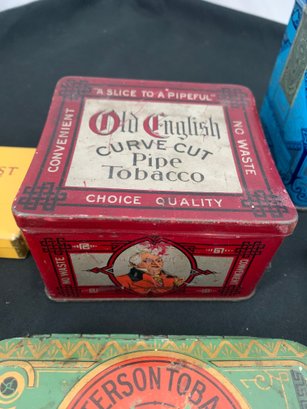 "A SLICE TO A PIPEFUL"
CONVENIENT
Old English
CURVE CUT
Pipe
Tobacco
NO WASTE
CHOICE QUALITY
NO WASTE
ERSON TOBA